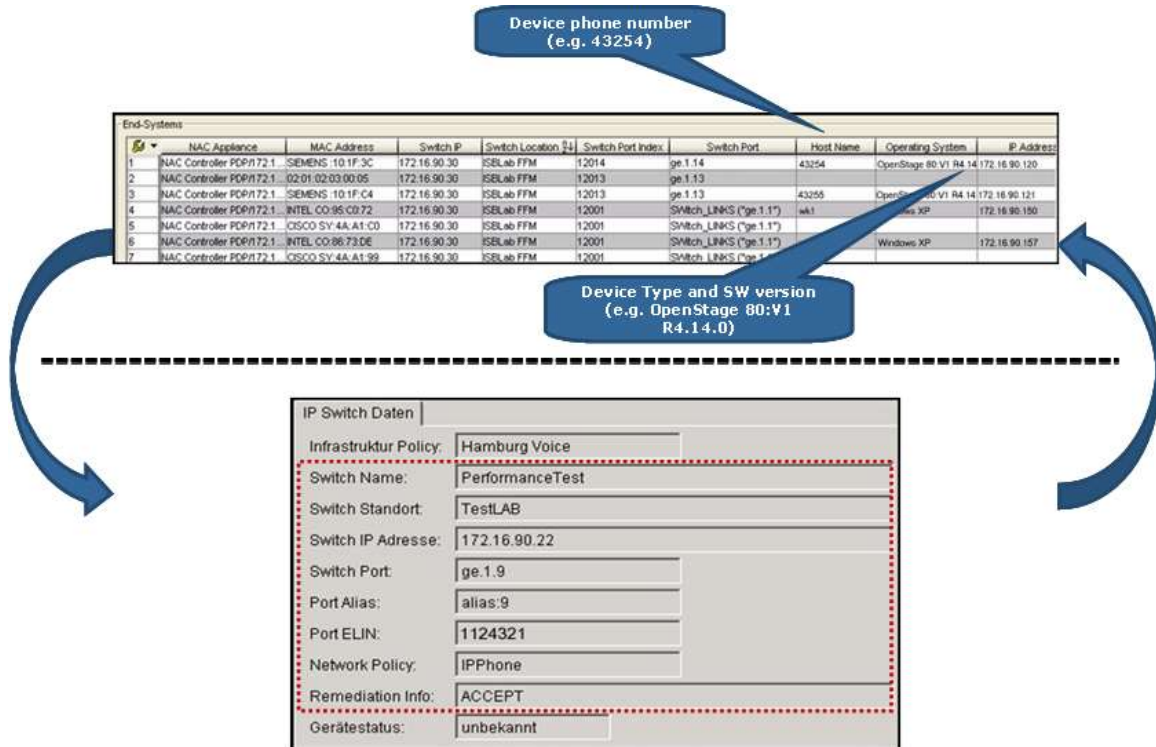 Device phone number
(e.g. 43254)
End-Systems
NAC Appliance MAC Address Switch IP Switch Location Switch Port Index Switch Port Host Name Operating System IP Address
1 NAC Controller PDP/172.1... SIEMENS :10:1F:3C 172.16.90.30 ISBLab FFM 12014 ge.1.14 43254 OpenStage 80:V1 R4.14 172.16.90.120
2 NAC Controller PDP/172.1... 02:01:02:03:00:05 172.16.90.30 ISBLab FFM 12013 ge.1.13
3 NAC Controller PDP/172.1... SIEMENS :10:1F:C4 172.16.90.30 ISBLab FFM 12013 ge.1.13 43255 V1 R4.14 172.16.90.121
4 NAC Controller PDP/172.1... INTEL CO:95:C0:72 172.16.90.30 ISBLab FFM 12001 SWitch_LINKS ("ge.1.1") wk1 XP 172.16.90.150
5 NAC Controller PDP/172.1... CISCO SY:4A:A1:C0 172.16.90.30 ISBLab FFM 12001 SWitch_LINKS ("ge.1.1")
6 NAC Controller PDP/172.1... INTEL CO:86:73:DE 172.16.90.30 ISBLab FFM 12001 SWitch_LINKS ("ge.1.1") Windows XP 172.16.90.157
7 NAC Controller PDP/172.1... CISCO SY:4A:A1:99 172.16.90.30 ISBLab FFM 12001 SWitch_LINKS
Device Type and SW version
(e.g. OpenStage 80:V1
R4.14.0)
IP Switch Daten
Infrastruktur Policy: Hamburg Voice
Switch Name: PerformanceTest
Switch Standort: TestLAB
Switch IP Adresse: 172.16.90.22
Switch Port: ge.1.9
Port Alias: alias:9
Port ELIN: 1124321
Network Policy: IPPhone
Remediation Info: ACCEPT
Gerätestatus: unbekannt